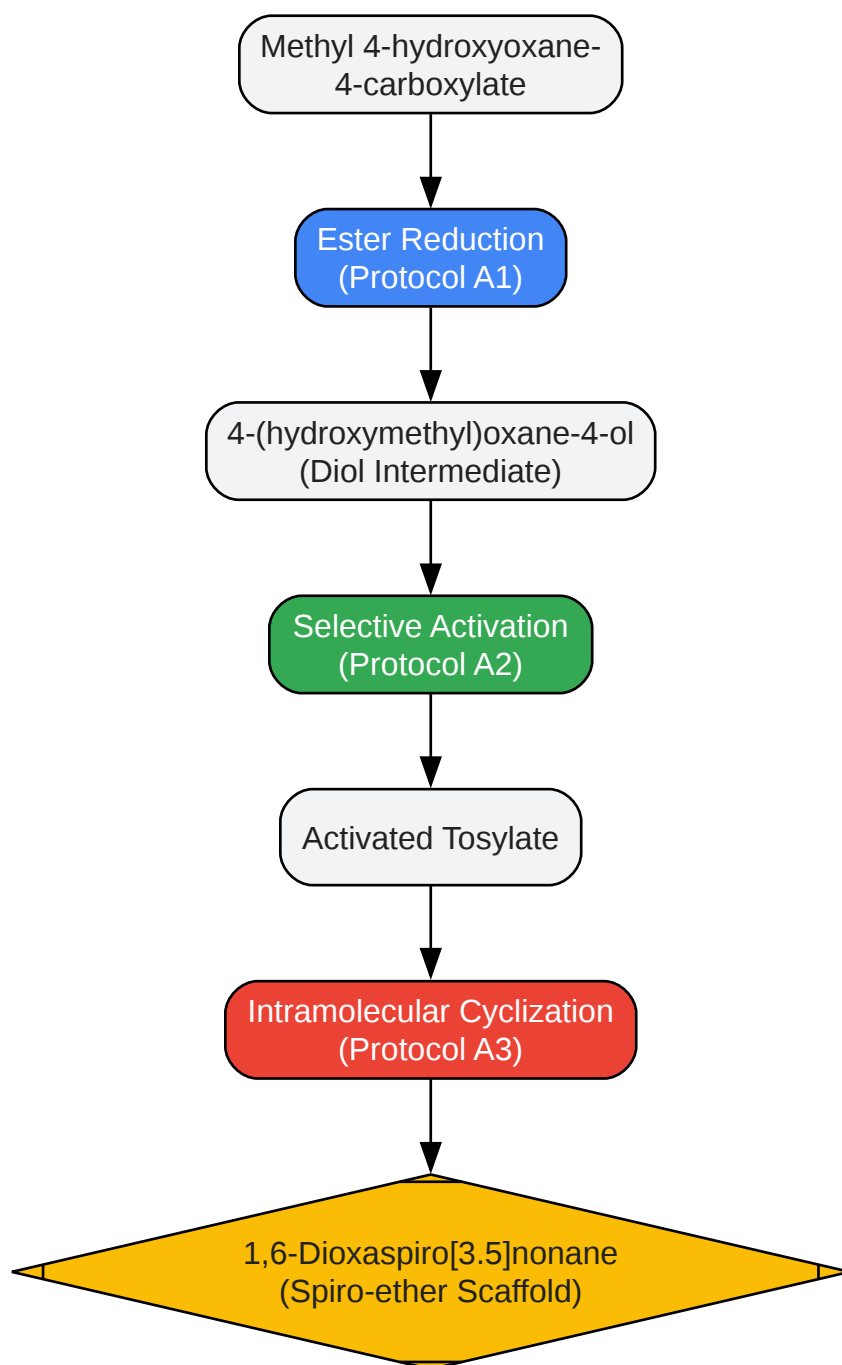 Methyl 4-hydroxyoxane-
4-carboxylate
Ester Reduction
(Protocol A1)
4-(hydroxymethyl)oxane-4-ol
(Diol Intermediate)
Selective Activation
(Protocol A2)
Activated Tosylate
Intramolecular Cyclization
(Protocol A3)
1,6-Dioxaspiro[3.5]nonane
(Spiro-ether Scaffold)